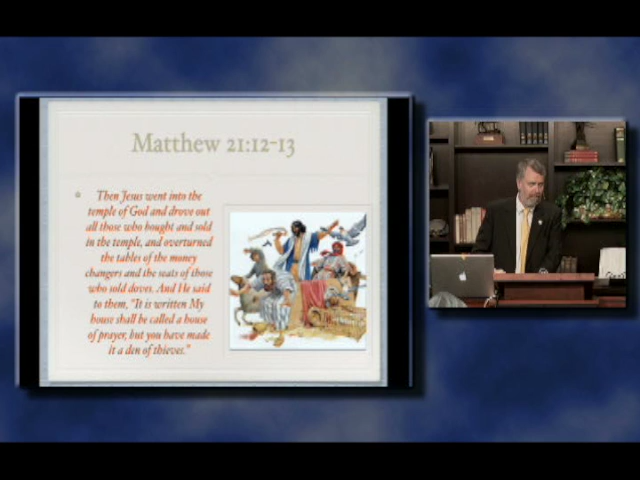 Matthew 21:12-13
Then Jesus went into the
temple of God and drove out
all those who bought and sold
in the temple, and overturned
the tables of the money
changers and the seats of those
who sold doves. And He said
to them, "It is written My
house shall be called a house
of prayer, but you have made
it a den of thieves."